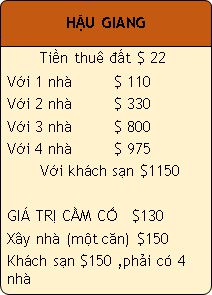 HẬU GIANG
Tiền thuê đất $ 22
Với 1 nhà $ 110
Với 2 nhà $ 330
Với 3 nhà $ 800
Với 4 nhà $ 975
Với khách sạn $1150
GIÁ TRỊ CẦM CỐ $130
Xây nhà (một căn) $150
Khách sạn $150 ,phải có 4
nhà